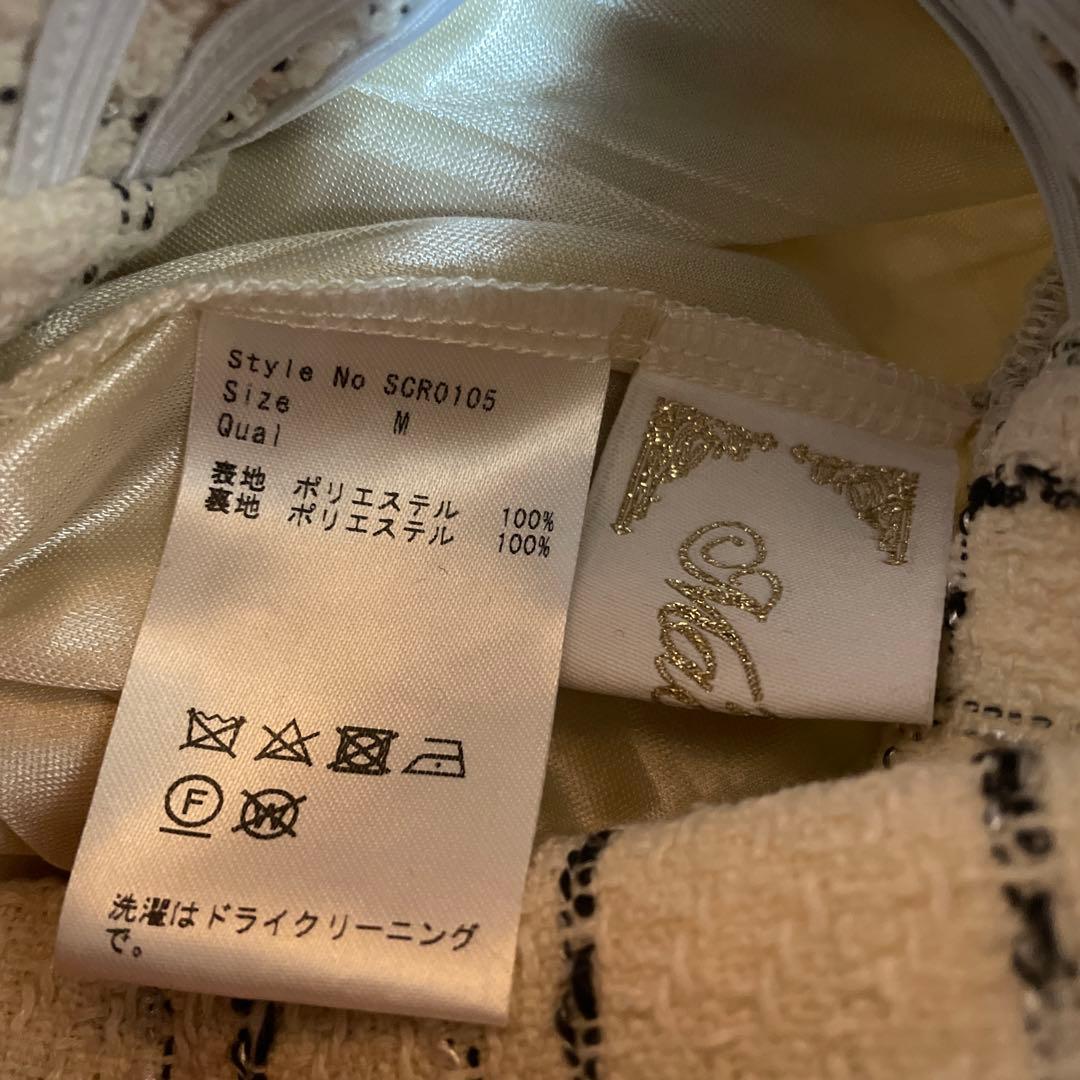 Style No SCR0105
Size M
Qual
表地 ポリエステル 100%
裏地 ポリエステル 100%
F
W
洗濯はドライクリーニング
で。